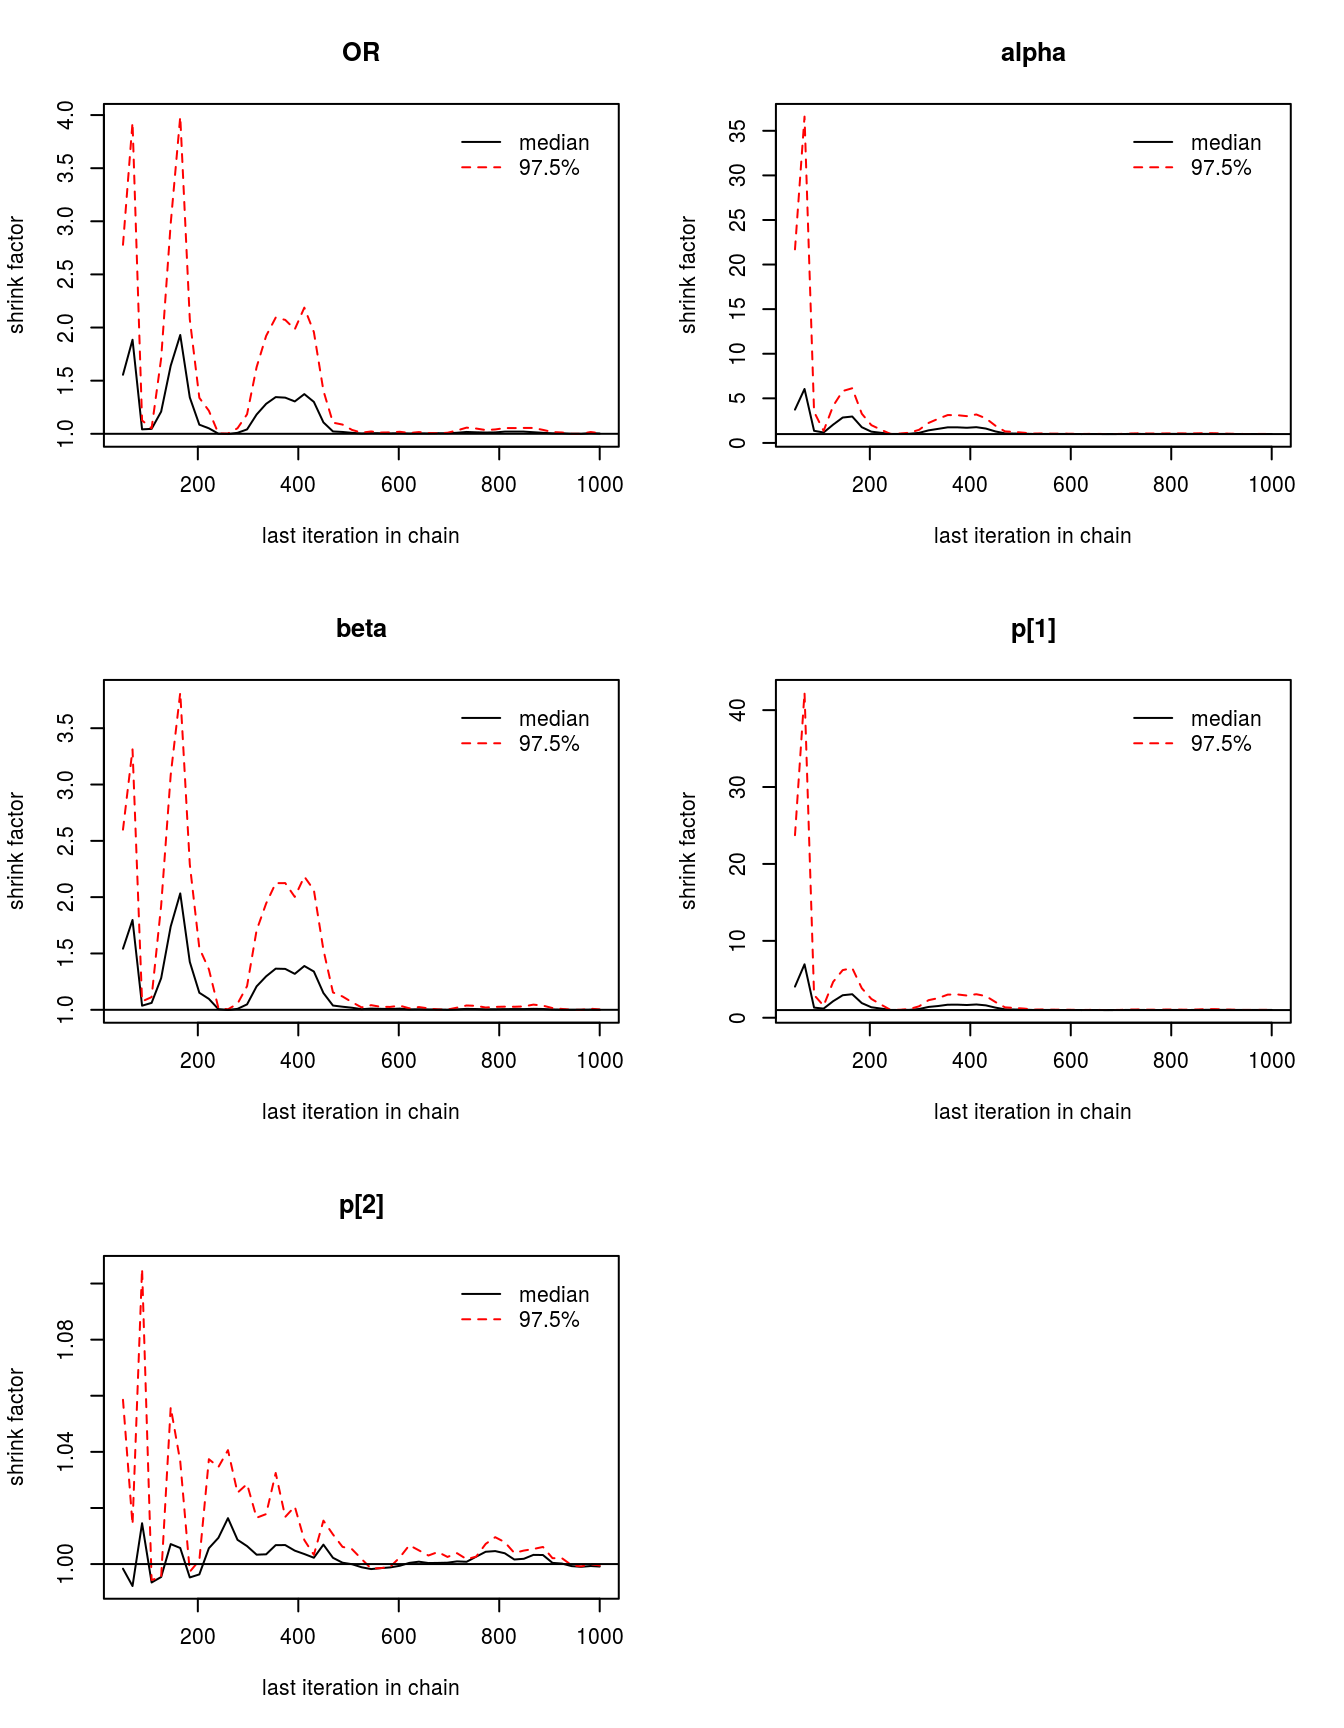 OR
4.0
3.5
3.0
2.5
2.0
1.5
1.0
shrink factor
median
97.5%
200 400 600 800 1000
last iteration in chain
alpha
35
30
25
20
15
10
5
0
shrink factor
median
97.5%
200 400 600 800 1000
last iteration in chain
beta
3.5
3.0
2.5
2.0
1.5
1.0
shrink factor
median
97.5%
200 400 600 800 1000
last iteration in chain
p[1]
40
30
20
10
0
shrink factor
median
97.5%
200 400 600 800 1000
last iteration in chain
p[2]
1.08
1.04
1.00
shrink factor
median
97.5%
200 400 600 800 1000
last iteration in chain